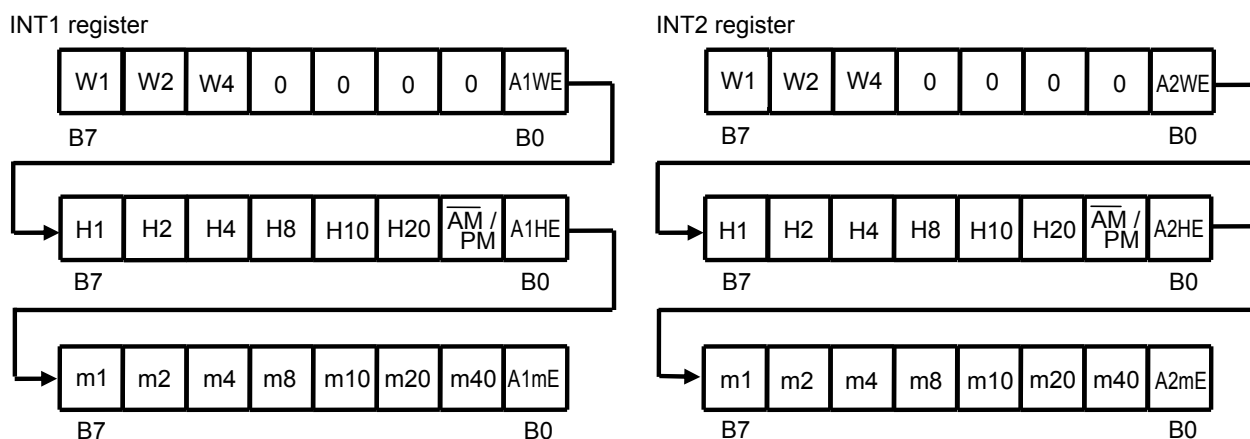 INT1 register
W1 W2 W4 0 0 0 0 A1WE
B7 B0
H1 H2 H4 H8 H10 H20 A̅M̅ / PM A1HE
B7 B0
m1 m2 m4 m8 m10 m20 m40 A1mE
B7 B0
INT2 register
W1 W2 W4 0 0 0 0 A2WE
B7 B0
H1 H2 H4 H8 H10 H20 A̅M̅ / PM A2HE
B7 B0
m1 m2 m4 m8 m10 m20 m40 A2mE
B7 B0